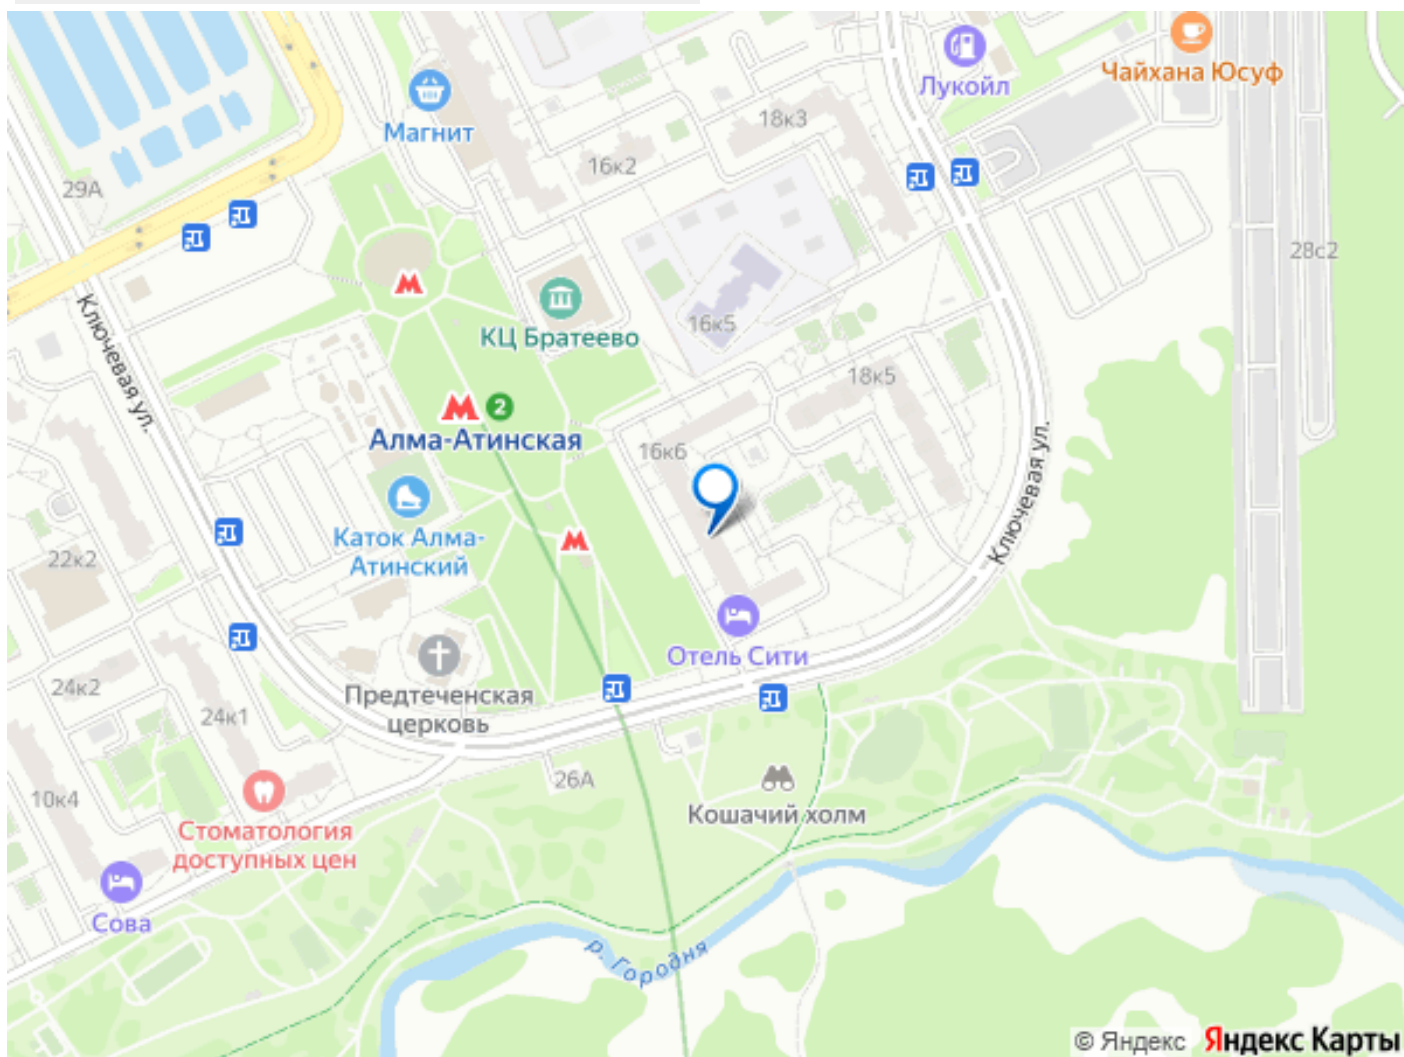 Чайхана Юсуф
Лукойл
Магнит
18к3
16к2
29А
28с2
Ключевая ул.
КЦ Братеево
16к5
18к5
2
Алма-Атинская
16к6
Ключевая ул.
Каток Алма-
Атинский
22к2
Отель Сити
Предтеченская
церковь
24к2
24к1
26А
10к4
Кошачий холм
Стоматология
доступных цен
Сова
р. Городня
© Яндекс Яндекс Карты